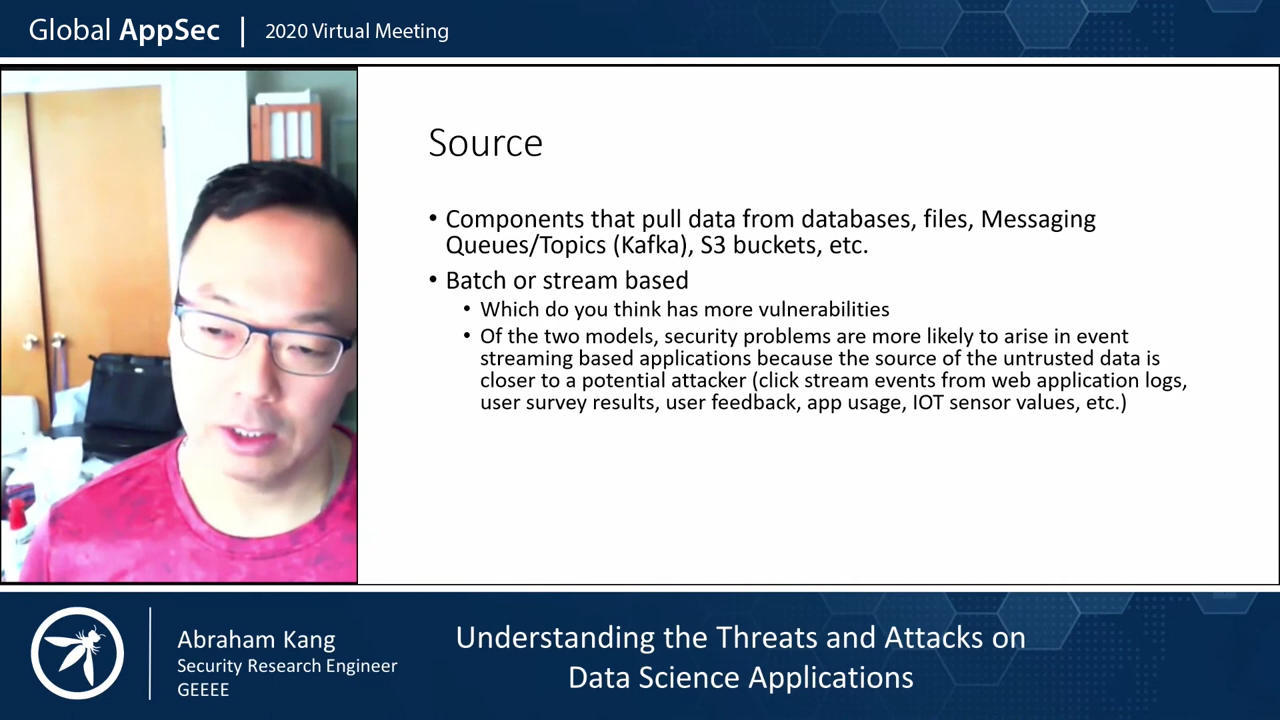 Global AppSec | 2020 Virtual Meeting
Source
• Components that pull data from databases, files, Messaging
Queues/Topics (Kafka), S3 buckets, etc.
• Batch or stream based
• Which do you think has more vulnerabilities
• Of the two models, security problems are more likely to arise in event
streaming based applications because the source of the untrusted data is
closer to a potential attacker (click stream events from web application logs,
user survey results, user feedback, app usage, IOT sensor values, etc.)
Abraham Kang
Security Research Engineer
GEEEE
Understanding the Threats and Attacks on
Data Science Applications